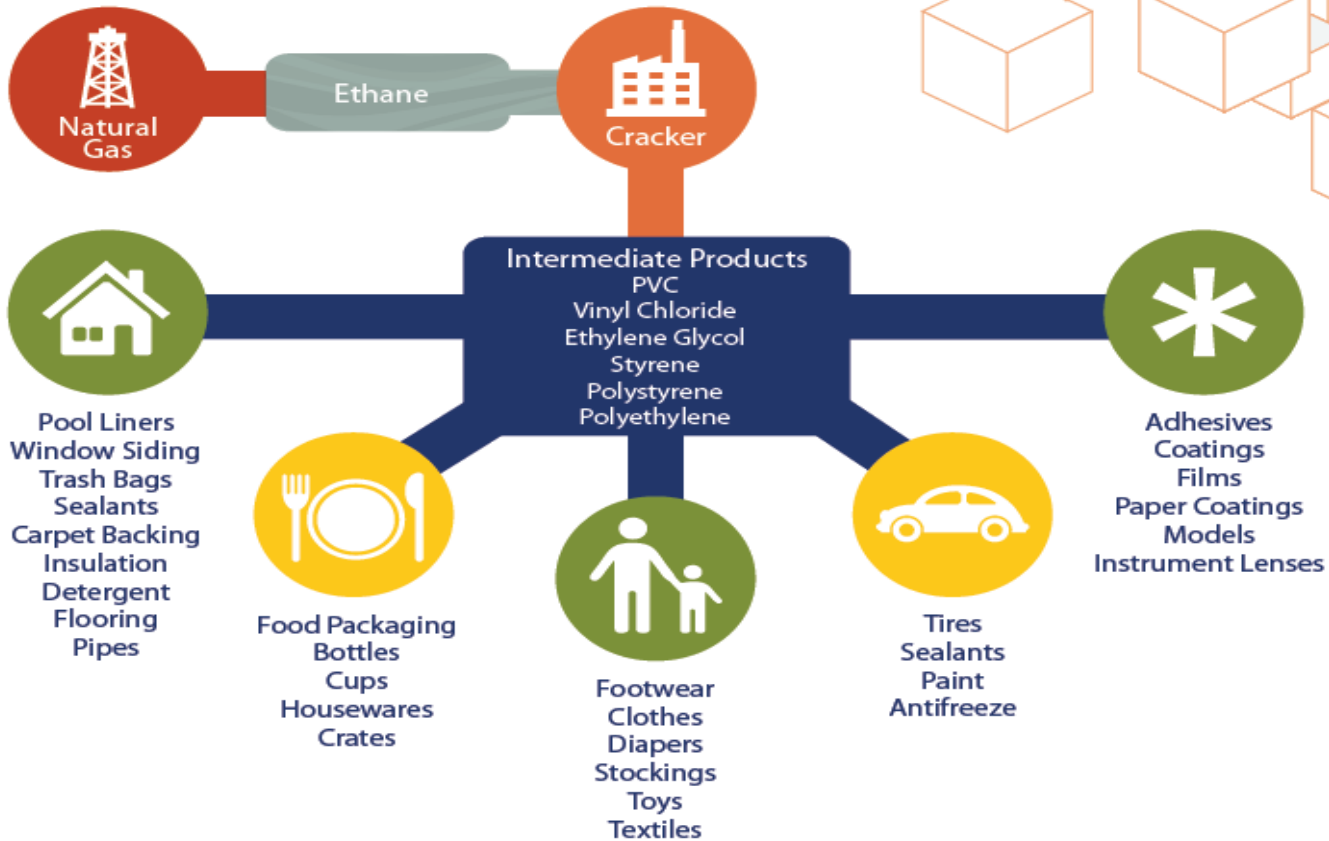 Natural
Gas
Ethane
Cracker
Intermediate Products
PVC
Vinyl Chloride
Ethylene Glycol
Styrene
Polystyrene
Polyethylene
Pool Liners
Window Siding
Trash Bags
Sealants
Carpet Backing
Insulation
Detergent
Flooring
Pipes
Food Packaging
Bottles
Cups
Housewares
Crates
Footwear
Clothes
Diapers
Stockings
Toys
Textiles
Tires
Sealants
Paint
Antifreeze
Adhesives
Coatings
Films
Paper Coatings
Models
Instrument Lenses